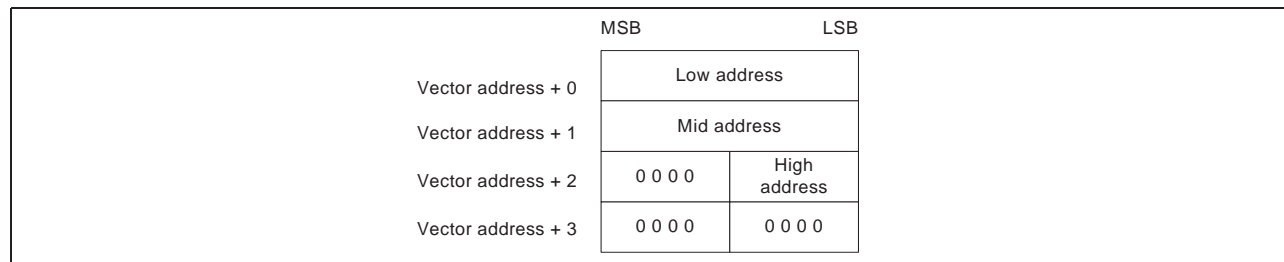 MSB LSB
Vector address + 0 Low address
Vector address + 1 Mid address
Vector address + 2 0 0 0 0 High
address
Vector address + 3 0 0 0 0 0 0 0 0